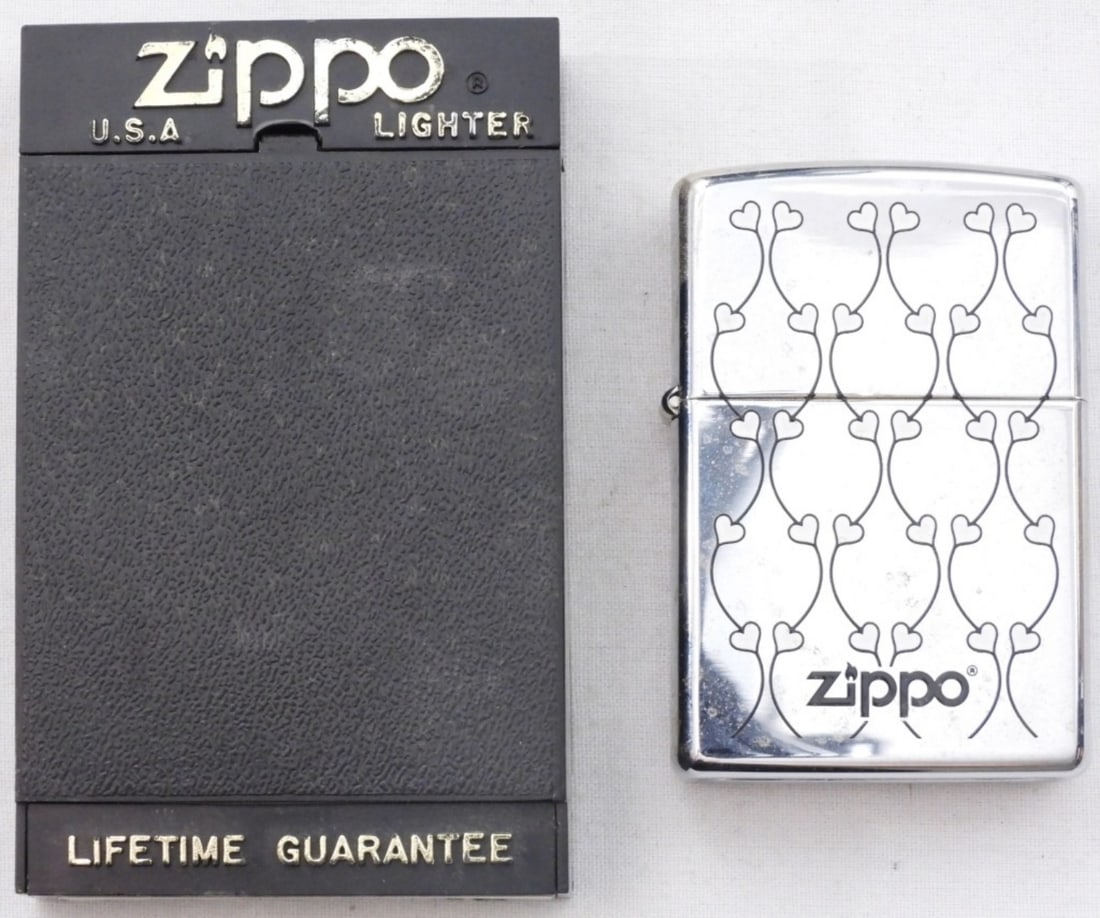 Zippo ®
U.S.A LIGHTER
LIFETIME GUARANTEE
Zippo®